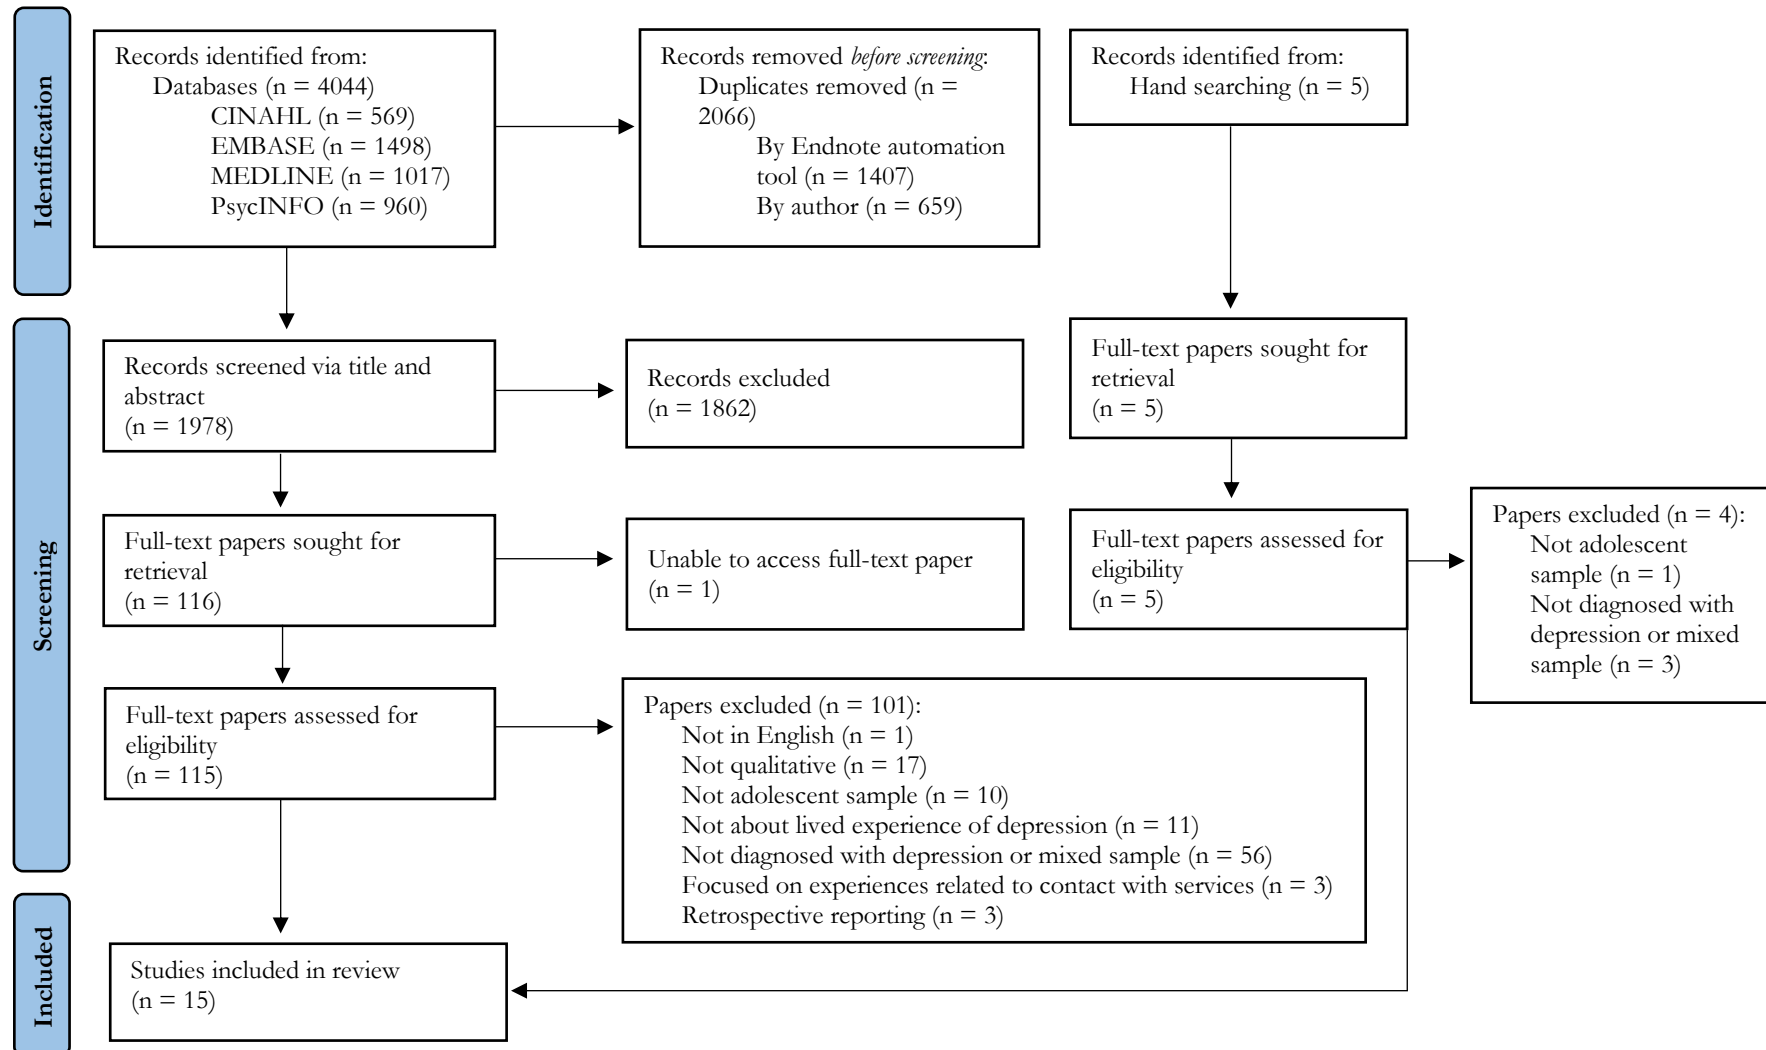 Identification
Records identified from:
Databases (n = 4044)
CINAHL (n = 569)
EMBASE (n = 1498)
MEDLINE (n = 1017)
PsycINFO (n = 960)
Records removed before screening:
Duplicates removed (n =
2066)
By Endnote automation
tool (n = 1407)
By author (n = 659)
Records identified from:
Hand searching (n = 5)
Screening
Records screened via title and
abstract
(n = 1978)
Records excluded
(n = 1862)
Full-text papers sought for
retrieval
(n = 5)
Full-text papers sought for
retrieval
(n = 116)
Unable to access full-text paper
(n = 1)
Full-text papers assessed for
eligibility
(n = 5)
Papers excluded (n = 4):
Not adolescent
sample (n = 1)
Not diagnosed with
depression or mixed
sample (n = 3)
Full-text papers assessed for
eligibility
(n = 115)
Papers excluded (n = 101):
Not in English (n = 1)
Not qualitative (n = 17)
Not adolescent sample (n = 10)
Not about lived experience of depression (n = 11)
Not diagnosed with depression or mixed sample (n = 56)
Focused on experiences related to contact with services (n = 3)
Retrospective reporting (n = 3)
Included
Studies included in review
(n = 15)